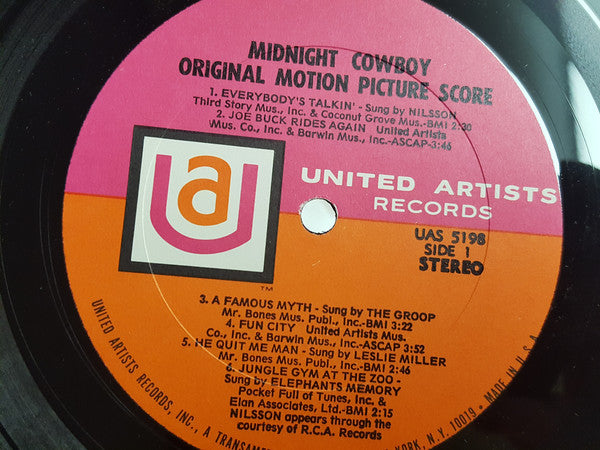 MIDNIGHT COWBOY
ORIGINAL MOTION PICTURE SCORE
1. EVERYBODY'S TALKIN' - Sung by NILSSON
Third Story Mus., Inc. & Coconut Grove Mus.-BMI 2:30
2. JOE BUCK RIDES AGAIN United Artists
Mus. Co., Inc. & Barwin Mus., Inc.-ASCAP-3:46
ua
TM
UNITED ARTISTS
RECORDS
UAS 5198
SIDE 1
STEREO
3. A FAMOUS MYTH - Sung by THE GROOP
Mr. Bones Mus. Publ., Inc.-BMI 3:22
4. FUN CITY United Artists Mus.
Co., Inc. & Barwin Mus., Inc.-ASCAP 3:52
5. HE QUIT ME MAN - Sung by LESLIE MILLER
Mr. Bones Mus. Publ., Inc.-BMI 2:46
6. JUNGLE GYM AT THE ZOO -
Sung by ELEPHANTS MEMORY
Pocket Full of Tunes, Inc. &
Elan Associates, Ltd.-BMI 2:15
NILSSON appears through the
courtesy of R.C.A. Records
UNITED ARTISTS RECORDS, INC., A TRANSAM YORK, N.Y. 10019 • MADE IN U.S.A.